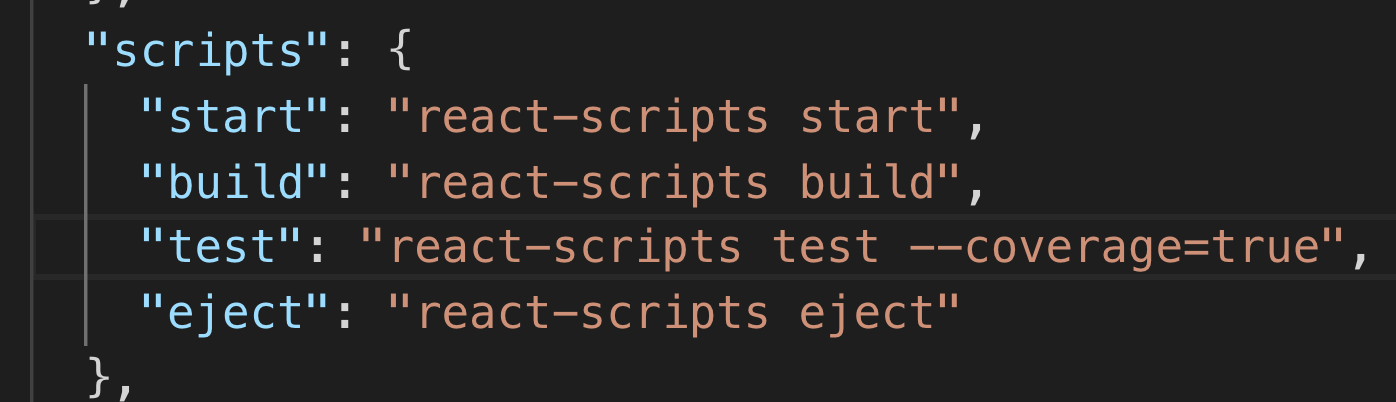 },
"scripts": {
"start": "react-scripts start",
"build": "react-scripts build",
"test": "react-scripts test --coverage=true",
"eject": "react-scripts eject"
},